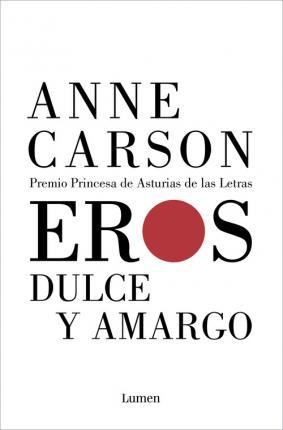 ANNE
CARSON
Premio Princesa de Asturias de las Letras
EROS
DULCE
Y AMARGO
Lumen